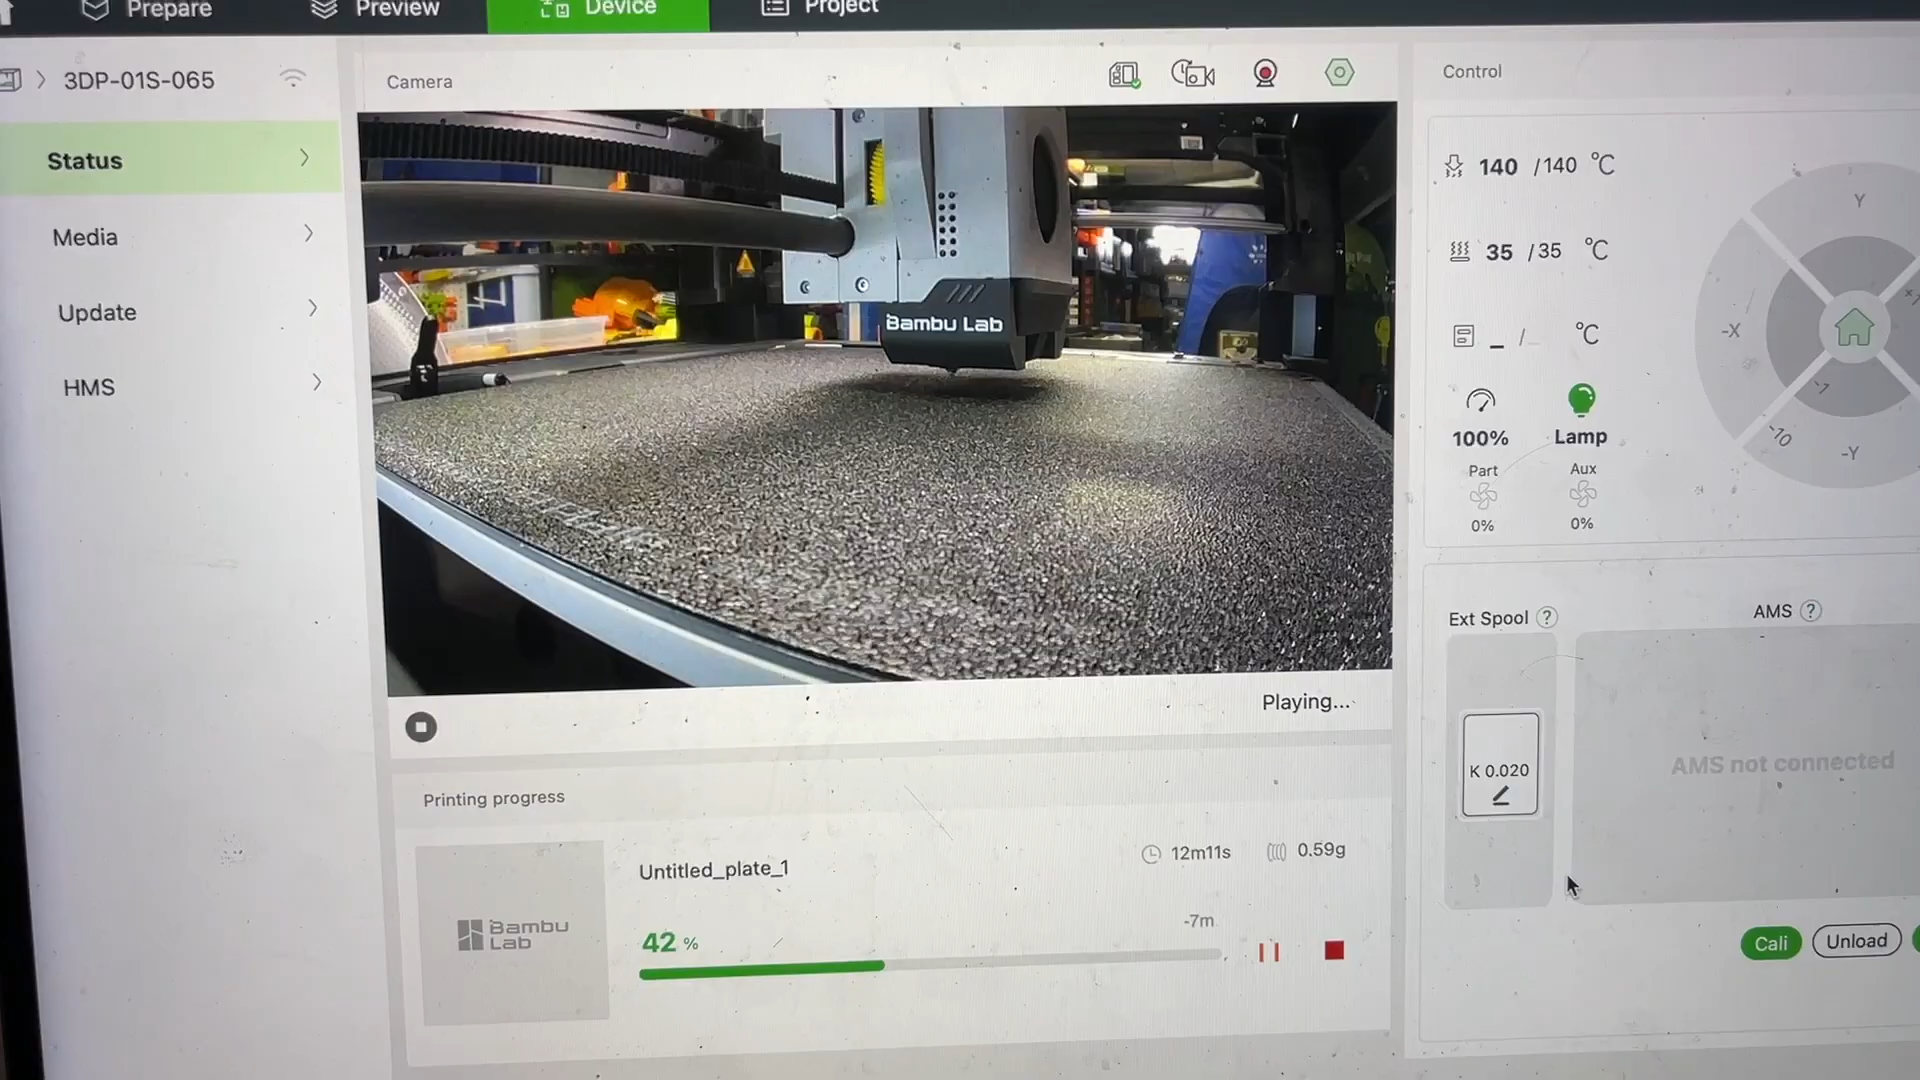 Prepare
Preview
Device
Project
3DP-01S-065
Camera
Control
Status
Media
Update
HMS
140 /140 °C
35 /35 °C
_ /_ °C
100%
Lamp
Part
Aux
0%
0%
Y
-X
-1
-10
-Y
Bambu Lab
Playing...
Ext Spool ?
AMS ?
K 0.020
AMS not connected
Cali
Unload
Printing progress
Bambu
Lab
Untitled_plate_1
12m11s
0.59g
42 %
-7m